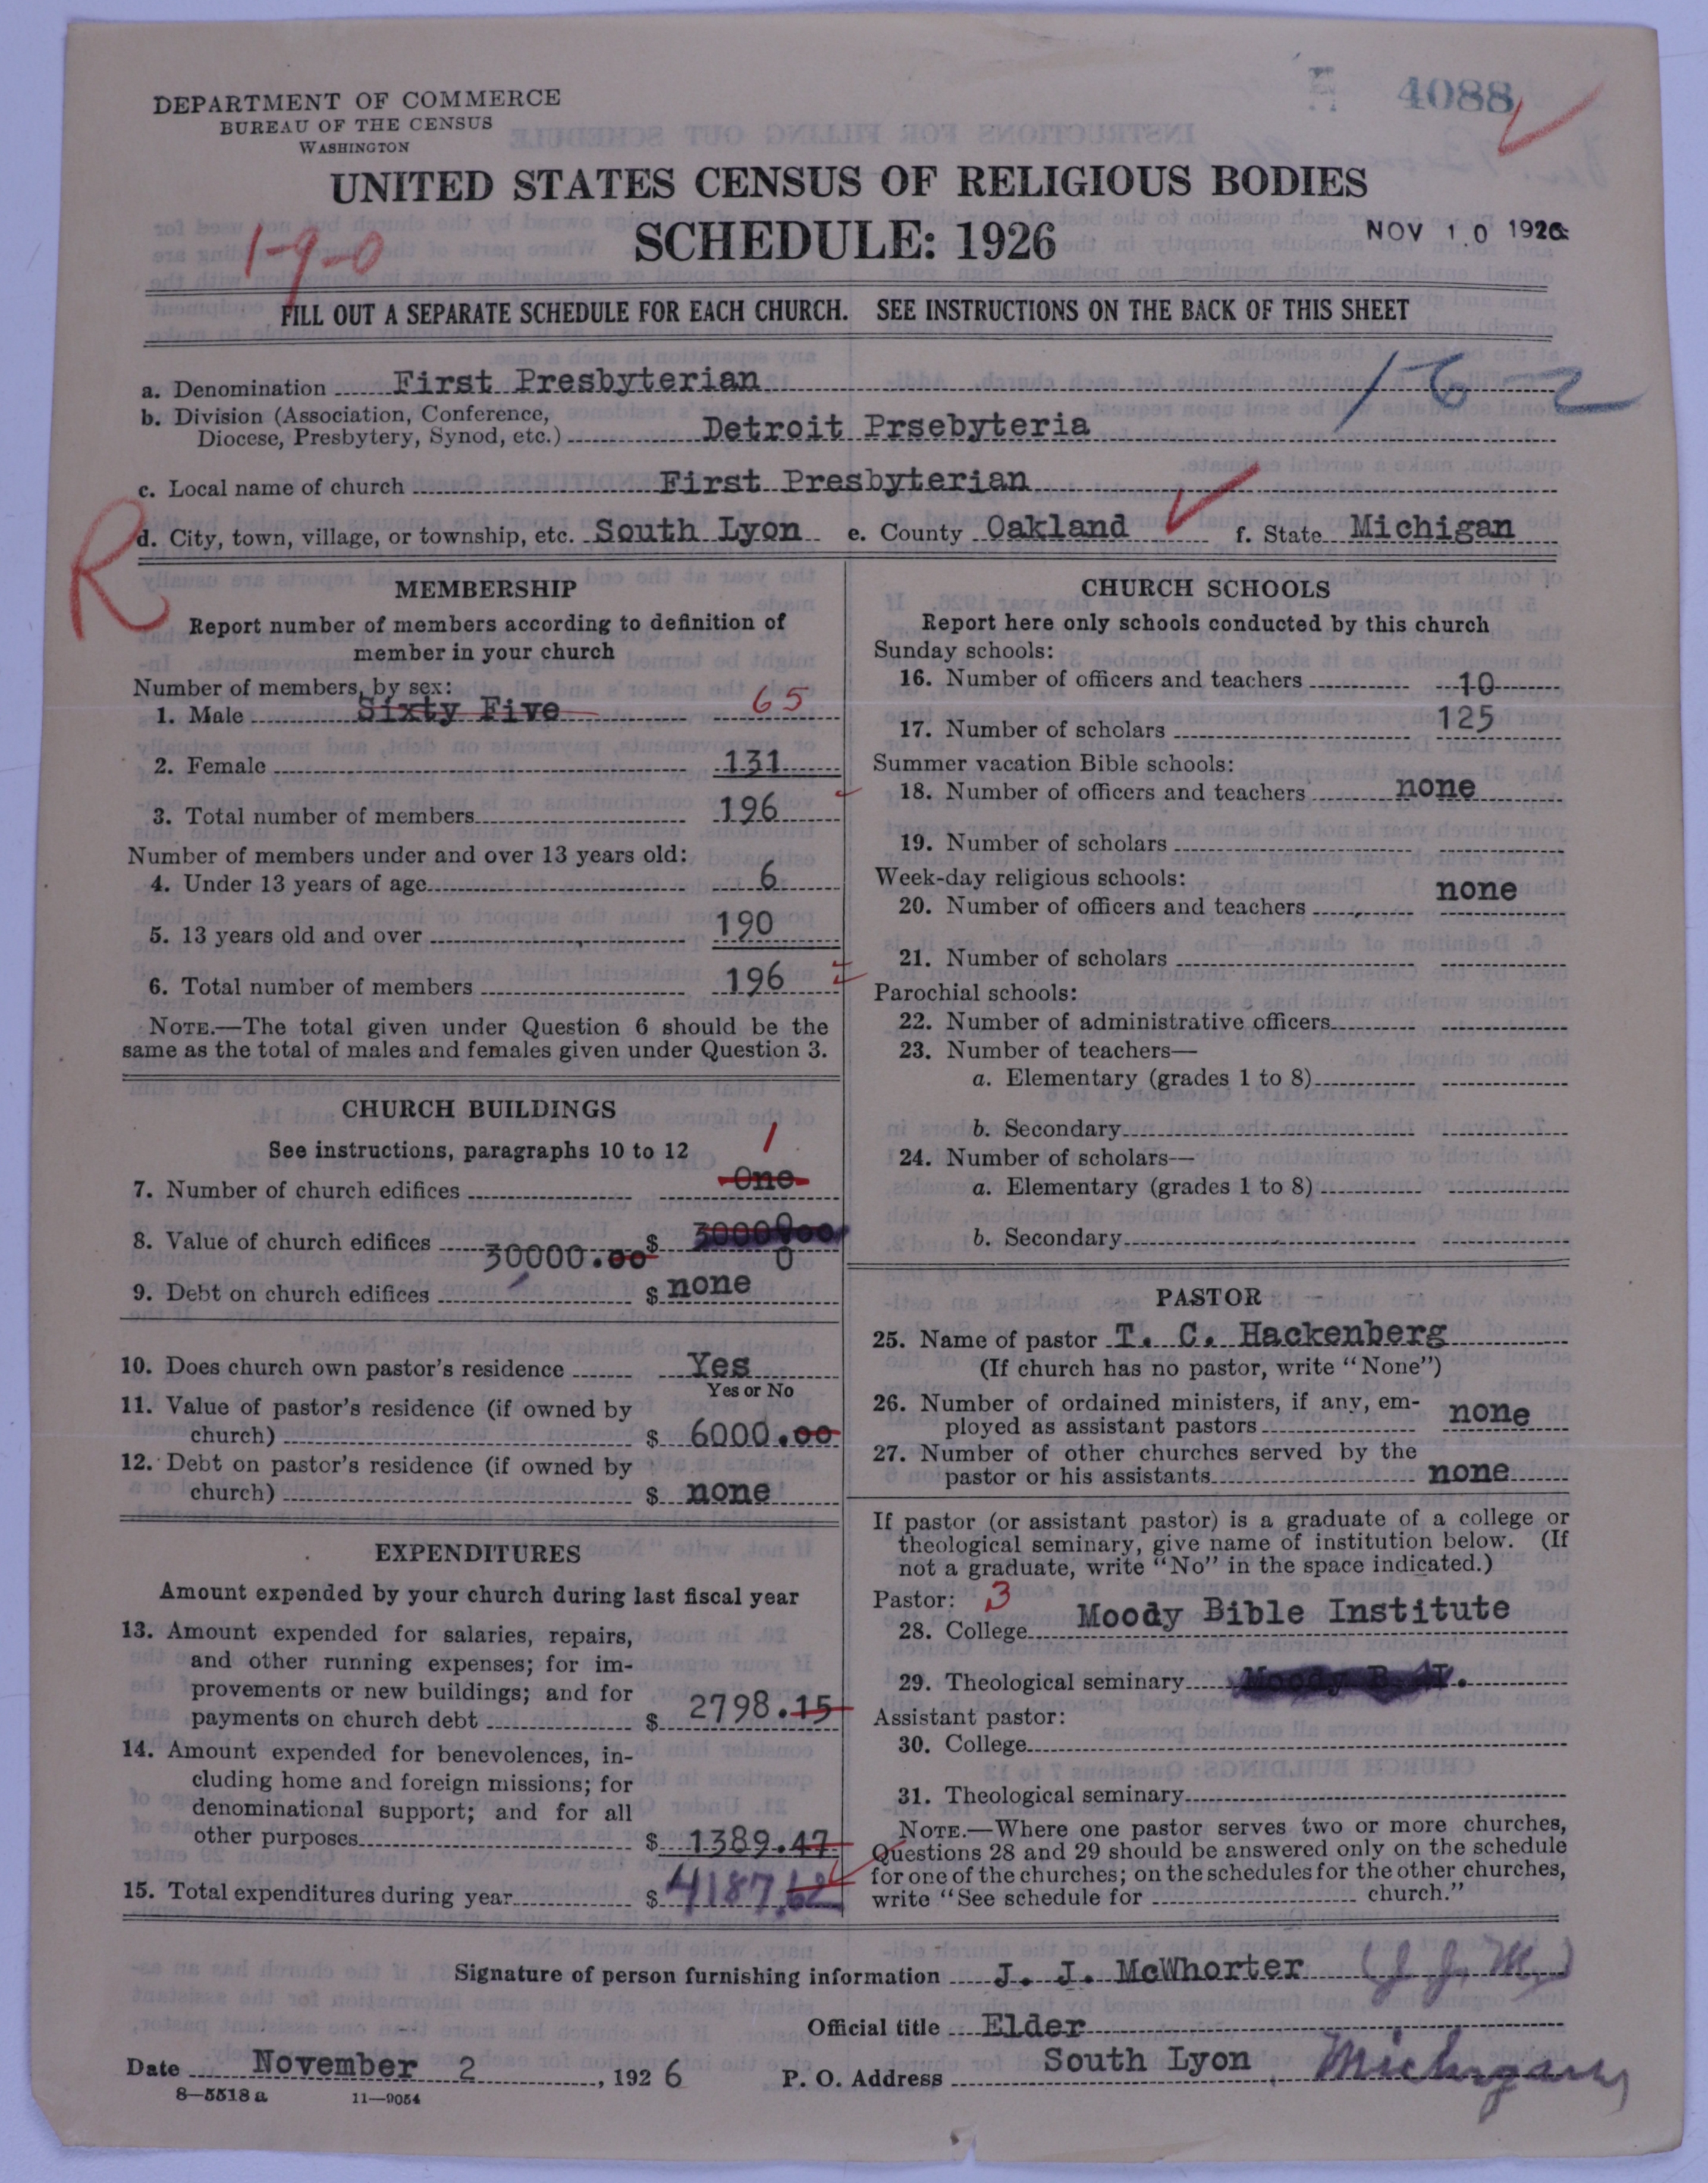 4088
DEPARTMENT OF COMMERCE
BUREAU OF THE CENSUS
WASHINGTON
UNITED STATES CENSUS OF RELIGIOUS BODIES
SCHEDULE: 1926
NOV 10 1926
1-9-0
FILL OUT A SEPARATE SCHEDULE FOR EACH CHURCH. SEE INSTRUCTIONS ON THE BACK OF THIS SHEET
1-6-2
a. Denomination First Presbyterian
b. Division (Association, Conference,
Diocese, Presbytery, Synod, etc.) Detroit Prsebyteria
c. Local name of church First Presbyterian
R
d. City, town, village, or township, etc. South Lyon e. County Oakland f. State Michigan
MEMBERSHIP
Report number of members according to definition of
member in your church
Number of members, by sex:
1. Male Sixty Five 65
2. Female 131
3. Total number of members 196
Number of members under and over 13 years old:
4. Under 13 years of age 6
5. 13 years old and over 190
6. Total number of members 196
NOTE.—The total given under Question 6 should be the
same as the total of males and females given under Question 3.
CHURCH BUILDINGS
See instructions, paragraphs 10 to 12
1
7. Number of church edifices One
8. Value of church edifices $ 30000.00
9. Debt on church edifices $ none
10. Does church own pastor's residence Yes
Yes or No
11. Value of pastor's residence (if owned by
church) $ 6000.00
12. Debt on pastor's residence (if owned by
church) $ none
EXPENDITURES
Amount expended by your church during last fiscal year
13. Amount expended for salaries, repairs,
and other running expenses; for im-
provements or new buildings; and for
payments on church debt $ 2798.15
14. Amount expended for benevolences, in-
cluding home and foreign missions; for
denominational support; and for all
other purposes $ 1389.47
15. Total expenditures during year $ 4187.62
CHURCH SCHOOLS
Report here only schools conducted by this church
Sunday schools:
16. Number of officers and teachers 10
17. Number of scholars 125
Summer vacation Bible schools:
18. Number of officers and teachers none
19. Number of scholars
Week-day religious schools:
20. Number of officers and teachers none
21. Number of scholars
Parochial schools:
22. Number of administrative officers
23. Number of teachers—
a. Elementary (grades 1 to 8)
b. Secondary
24. Number of scholars—
a. Elementary (grades 1 to 8)
b. Secondary
PASTOR
25. Name of pastor T. C. Hackenberg
(If church has no pastor, write "None")
26. Number of ordained ministers, if any, em-
ployed as assistant pastors none
27. Number of other churches served by the
pastor or his assistants none
If pastor (or assistant pastor) is a graduate of a college or
theological seminary, give name of institution below. (If
not a graduate, write "No" in the space indicated.)
Pastor: 3
28. College Moody Bible Institute
29. Theological seminary Moody B. I.
Assistant pastor:
30. College
31. Theological seminary
NOTE.—Where one pastor serves two or more churches,
Questions 28 and 29 should be answered only on the schedule
for one of the churches; on the schedules for the other churches,
write "See schedule for church."
Signature of person furnishing information J. J. McWhorter (J. J. M.)
Official title Elder
Date November 2, 1926 P. O. Address South Lyon, Michigan
8—5518 a 11—9054